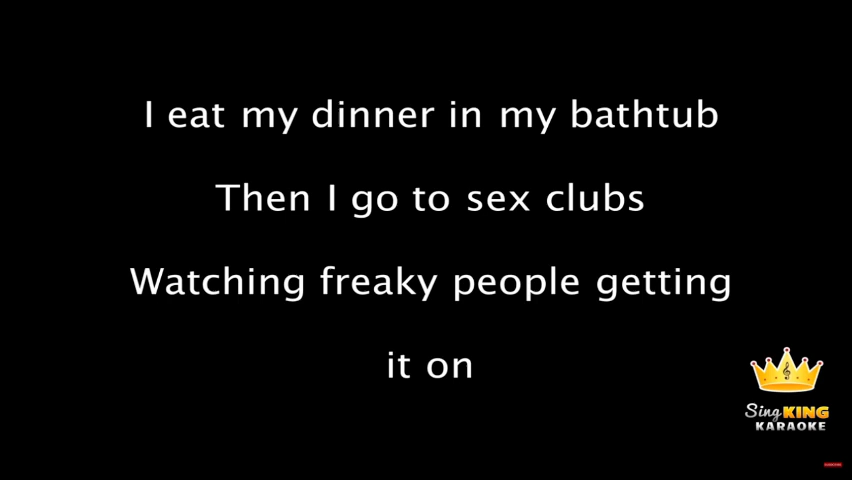 I eat my dinner in my bathtub
Then I go to sex clubs
Watching freaky people getting
it on
Sing KING
KARAOKE